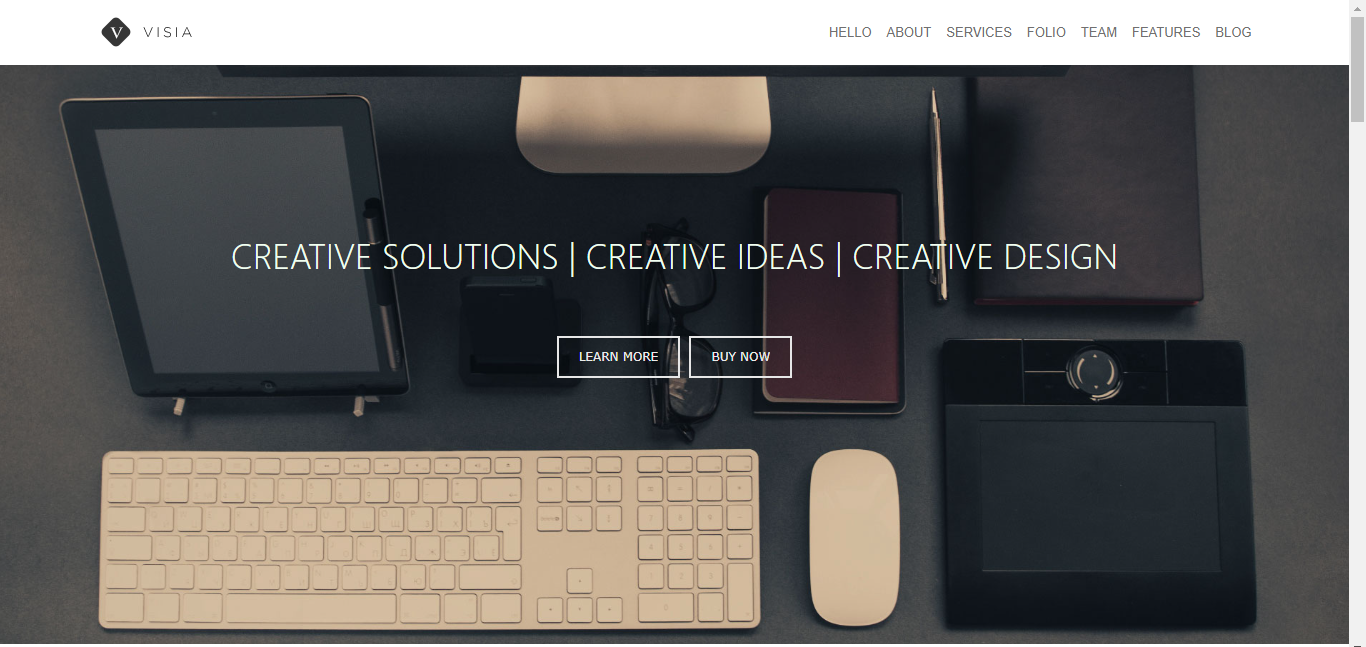 V VISIA
HELLO ABOUT SERVICES FOLIO TEAM FEATURES BLOG
CREATIVE SOLUTIONS | CREATIVE IDEAS | CREATIVE DESIGN
LEARN MORE BUY NOW